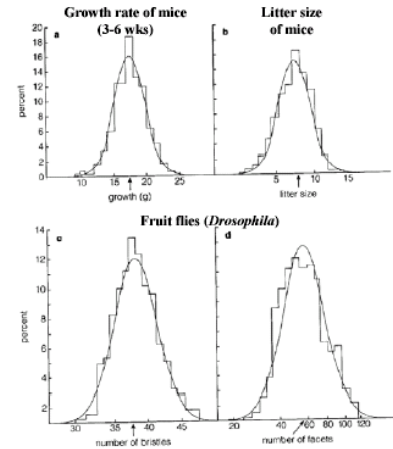 Growth rate of mice
(3-6 wks)
Litter size
of mice
a
b
percent
20
18
16
14
12
10
8
6
4
2
0
10 15 20 25
growth (g)
5 10 15
litter size
Fruit flies (Drosophila)
c
d
percent
14
12
10
8
6
4
2
30 35 40 45
number of bristles
20 40 60 80 100 120
number of facets